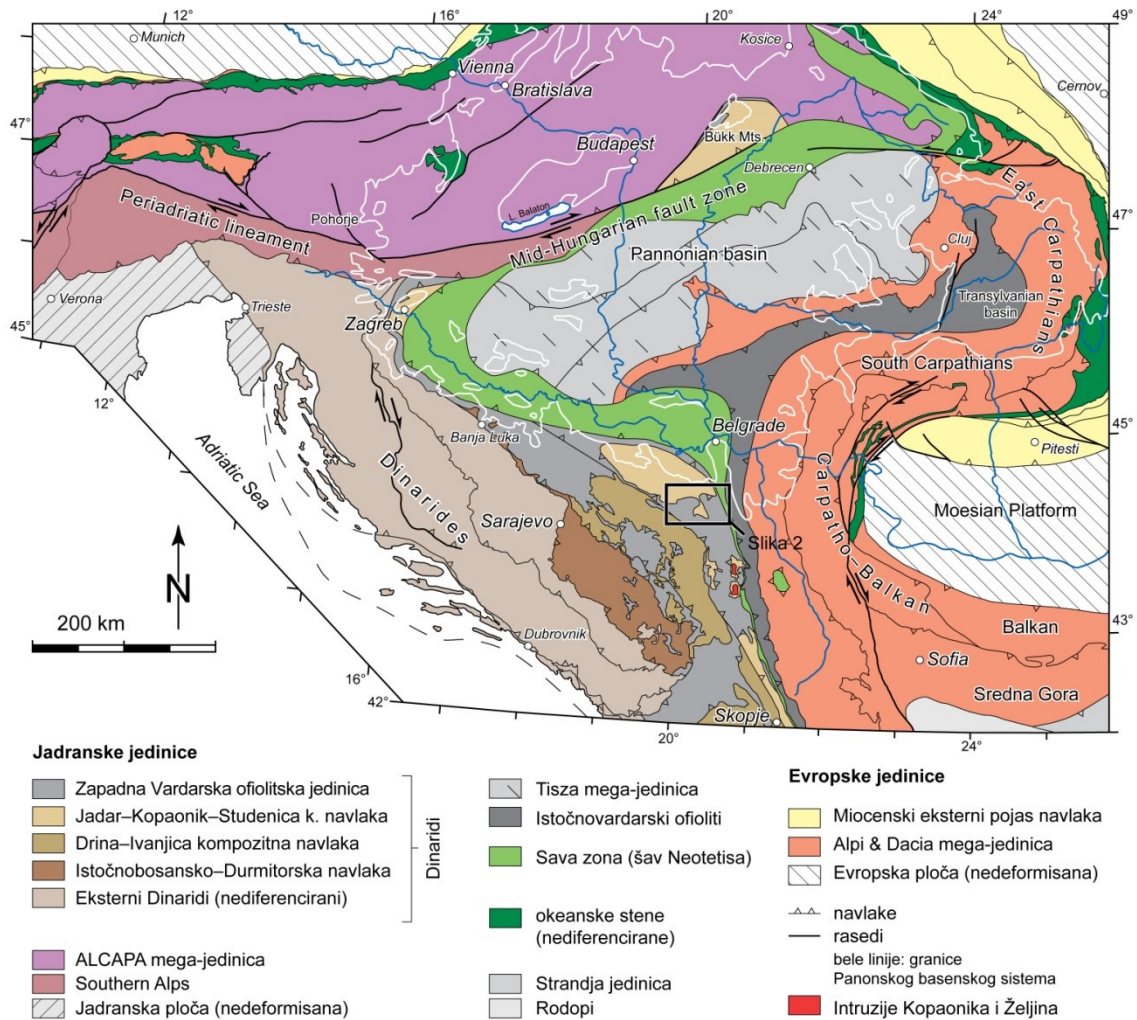 12°
16°
20°
24°
49°
Munich
Vienna
Bratislava
Kosice
Cernov
47°
Budapest
Bükk Mts.
Debrecen
East Carpathians
47°
Periadriatic lineament
Pohorje
L. Balaton
Mid-Hungarian fault zone
Pannonian basin
Cluj
Transylvanian
basin
Verona
Trieste
Zagreb
45°
South Carpathians
12°
Banja Luka
Belgrade
45°
Pitesti
Adriatic Sea
Dinarides
Sarajevo
Slika 2
Carpatho–Balkan
Moesian Platform
N
200 km
Dubrovnik
Balkan
43°
Sofia
Sredna Gora
16°
42°
Skopje
20°
22°
24°
Jadranske jedinice
Zapadna Vardarska ofiolitska jedinica
Jadar–Kopaonik–Studenica k. navlaka
Drina–Ivanjica kompozitna navlaka
Istočnobosansko–Durmitorska navlaka
Eksterni Dinaridi (nediferencirani)
Dinaridi
ALCAPA mega-jedinica
Southern Alps
Jadranska ploča (nedeformisana)
Tisza mega-jedinica
Istočnovardarski ofioliti
Sava zona (šav Neotetisa)
okeanske stene
(nediferencirane)
Strandja jedinica
Rodopi
Evropske jedinice
Miocenski eksterni pojas navlaka
Alpi & Dacia mega-jedinica
Evropska ploča (nedeformisana)
navlake
rasedi
bele linije: granice
Panonskog basenskog sistema
Intruzije Kopaonika i Željina